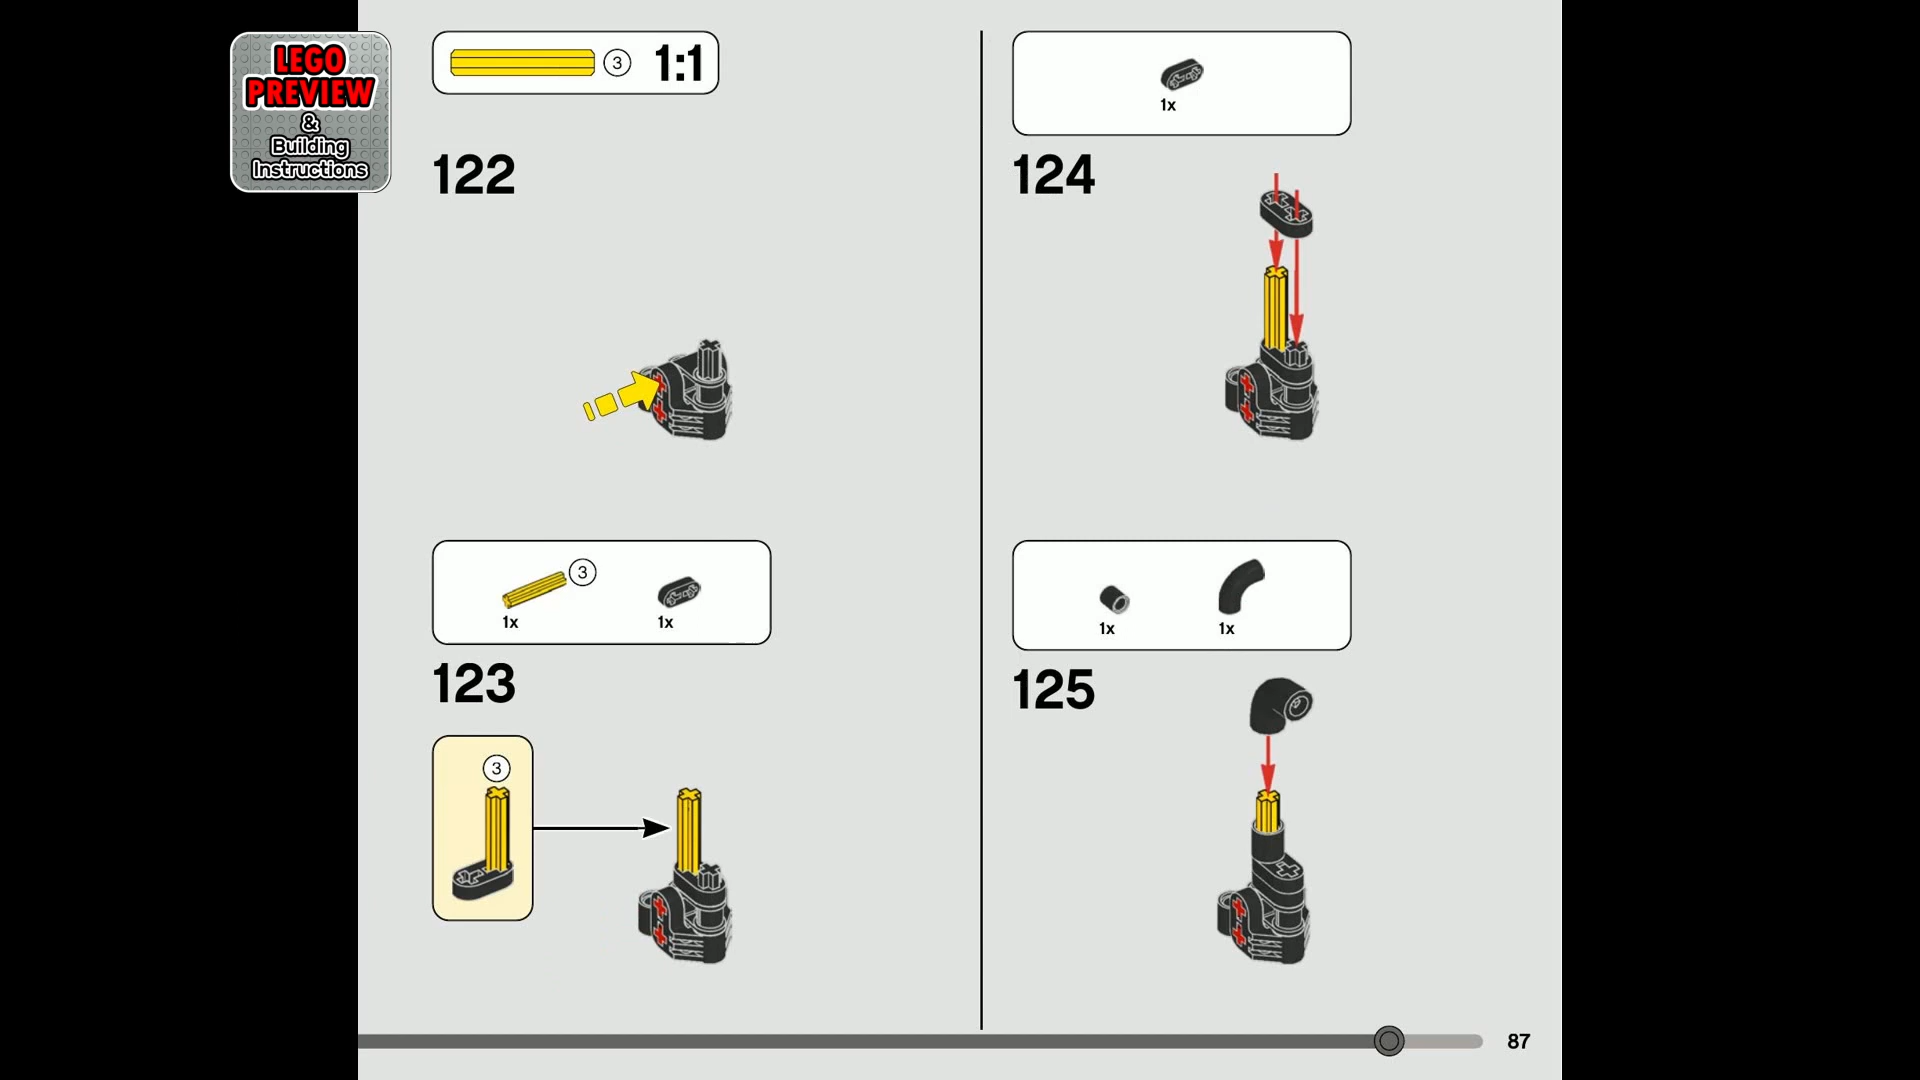 LEGO
PREVIEW
&
Building
Instructions
3 1:1
122
3
1x 1x
123
3
1x
124
1x 1x
125
87